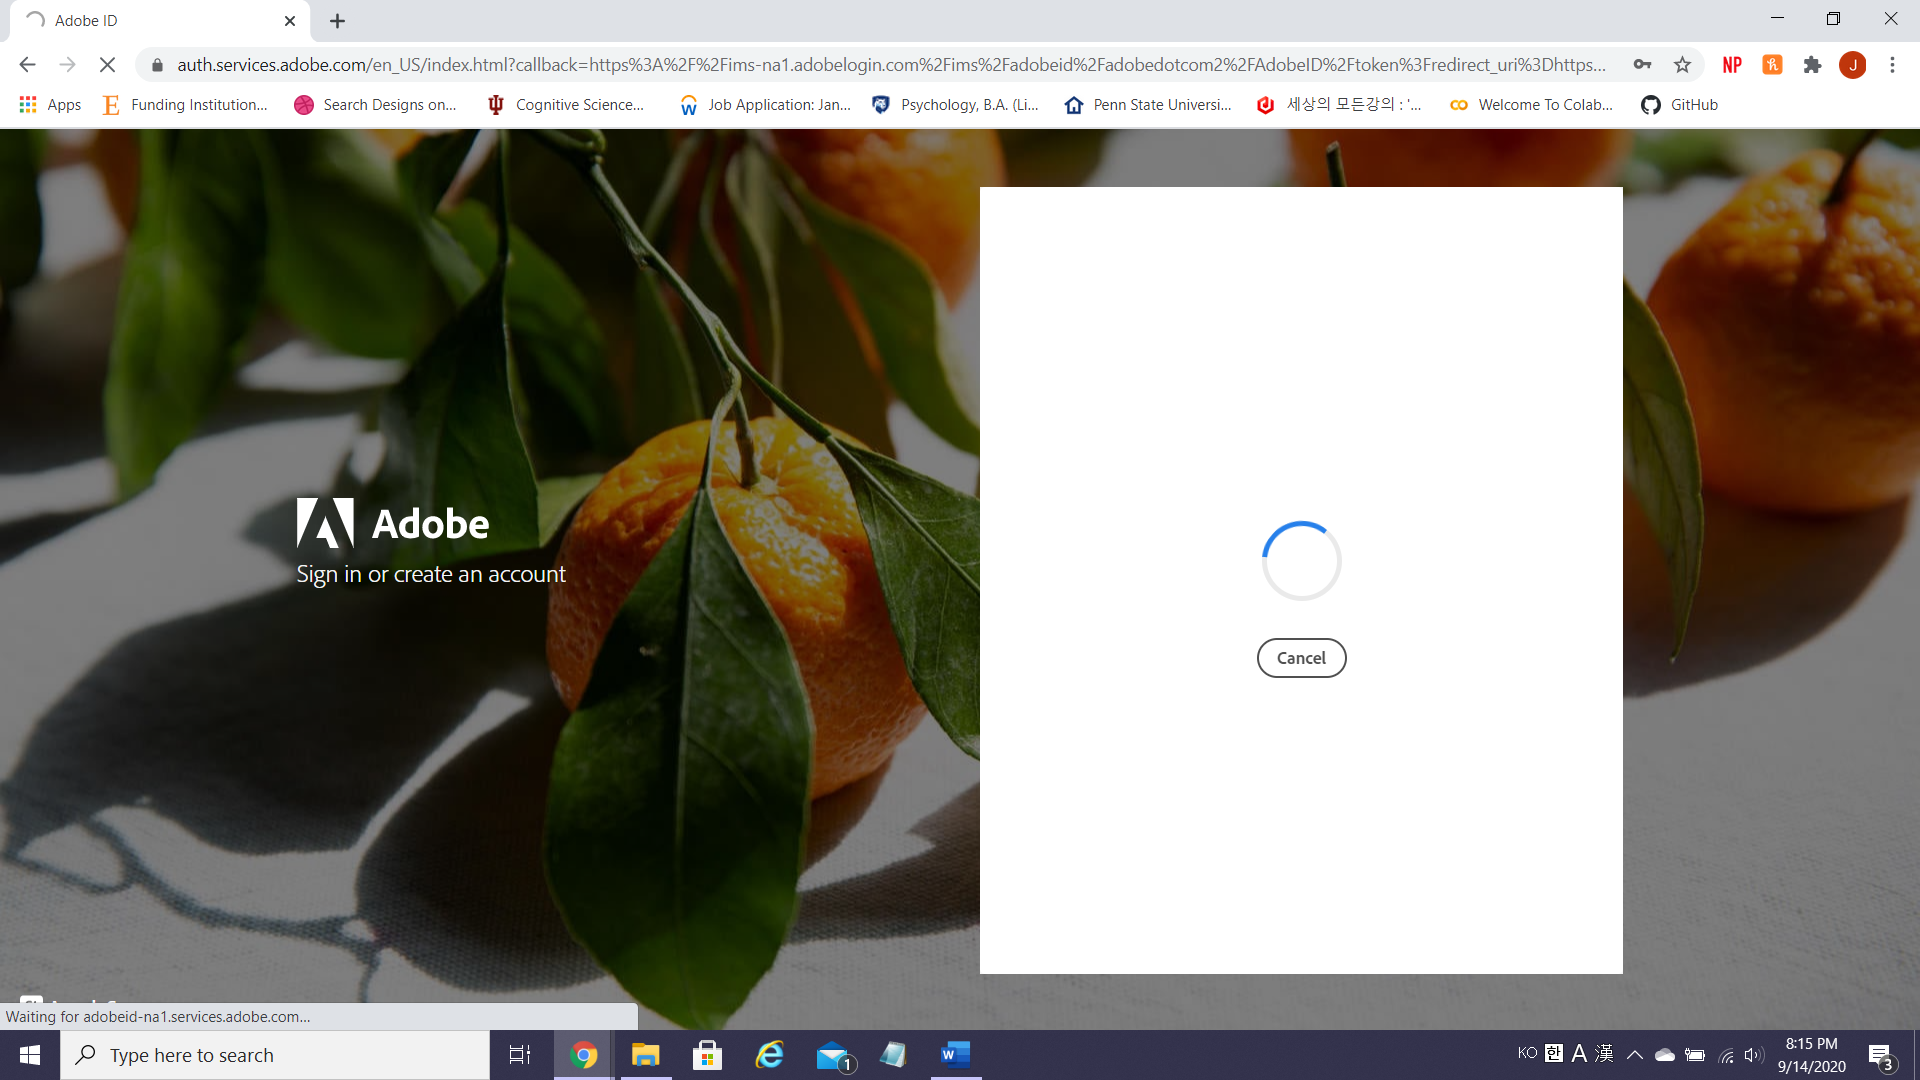 Adobe ID
auth.services.adobe.com/en_US/index.html?callback=https%3A%2F%2Fims-na1.adobelogin.com%2Fims%2Fadobeid%2Fadobedotcom2%2FAdobeID%2Ftoken%3Fredirect_uri%3Dhttps...
NP
J
Apps
Funding Institution...
Search Designs on...
Cognitive Science...
Job Application: Jan...
Psychology, B.A. (Li...
Penn State Universi...
세상의 모든강의 : '...
Welcome To Colab...
GitHub
Adobe
Sign in or create an account
Cancel
Waiting for adobeid-na1.services.adobe.com...
Type here to search
1
W
KO 한 A 漢
8:15 PM
9/14/2020
3